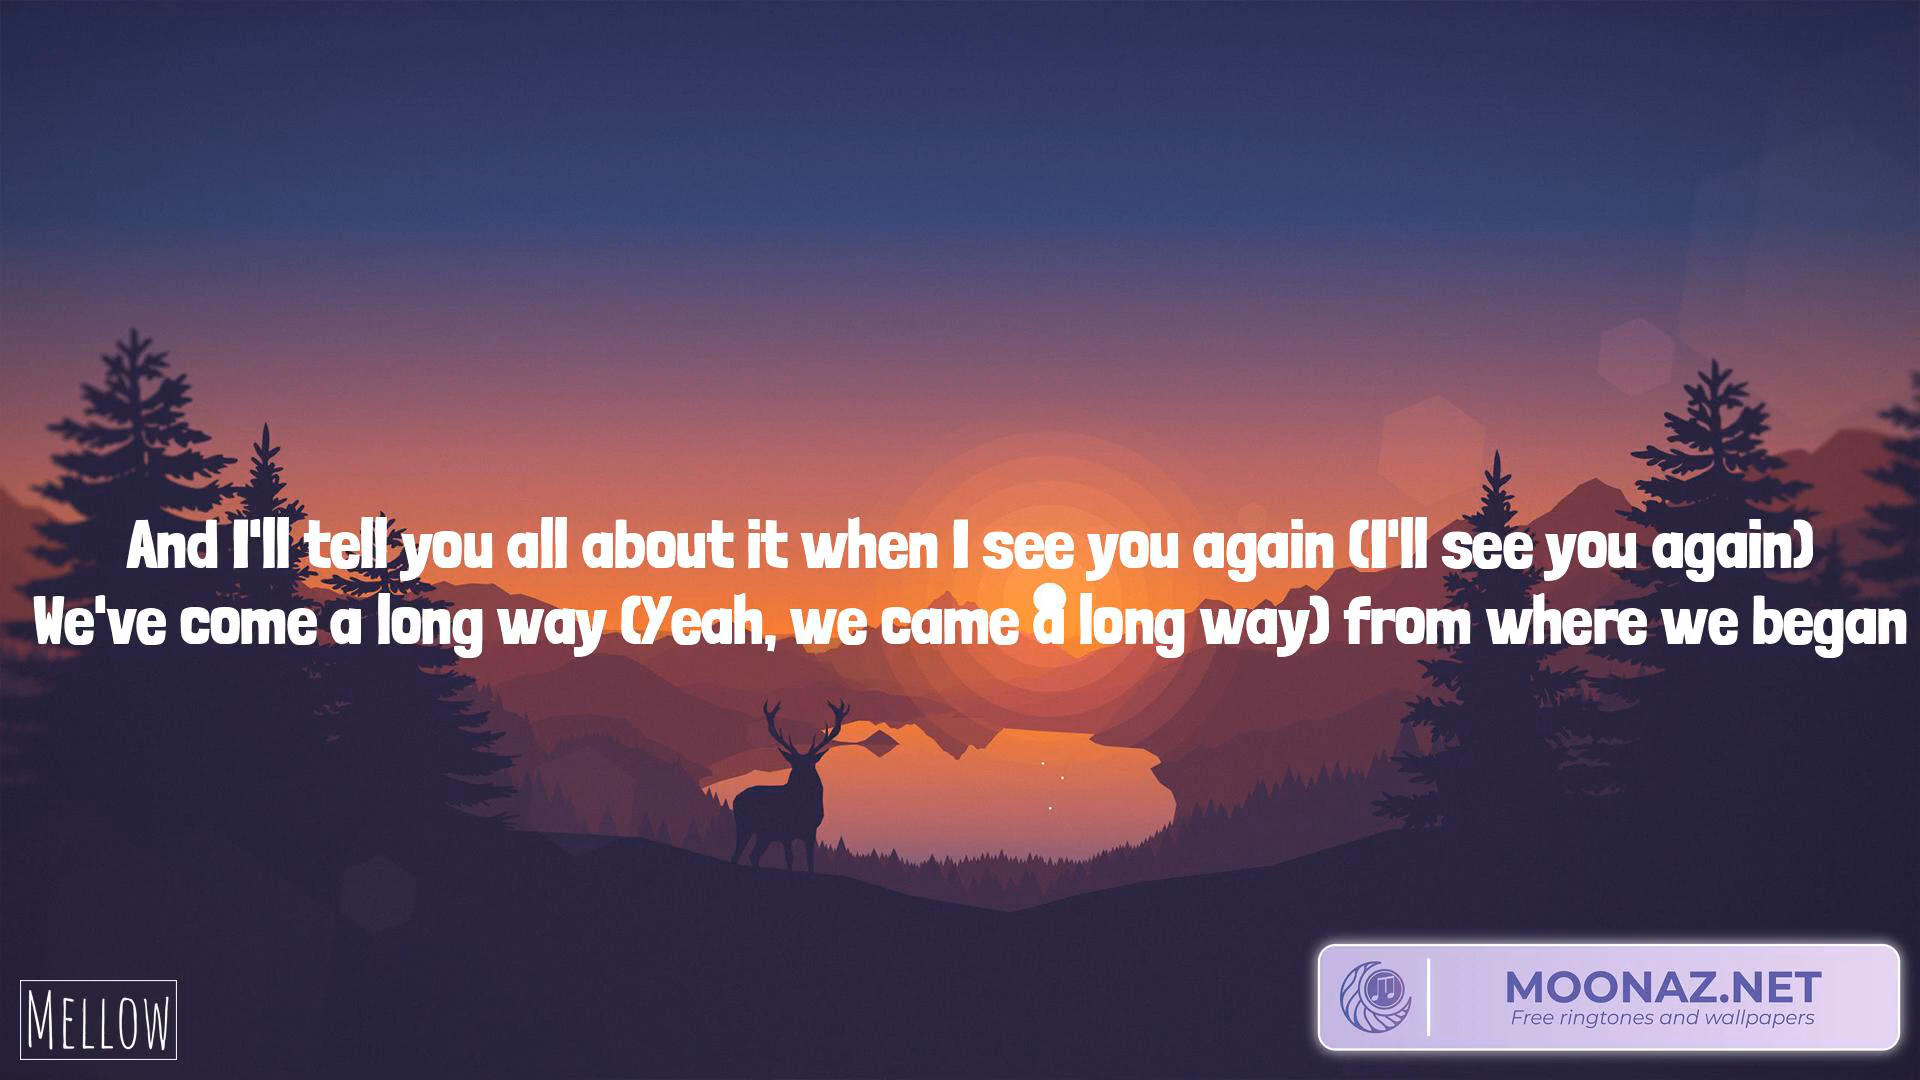 And I'll tell you all about it when I see you again (I'll see you again)
We've come a long way (Yeah, we came a long way) from where we began
MELLOW
MOONAZ.NET
Free ringtones and wallpapers